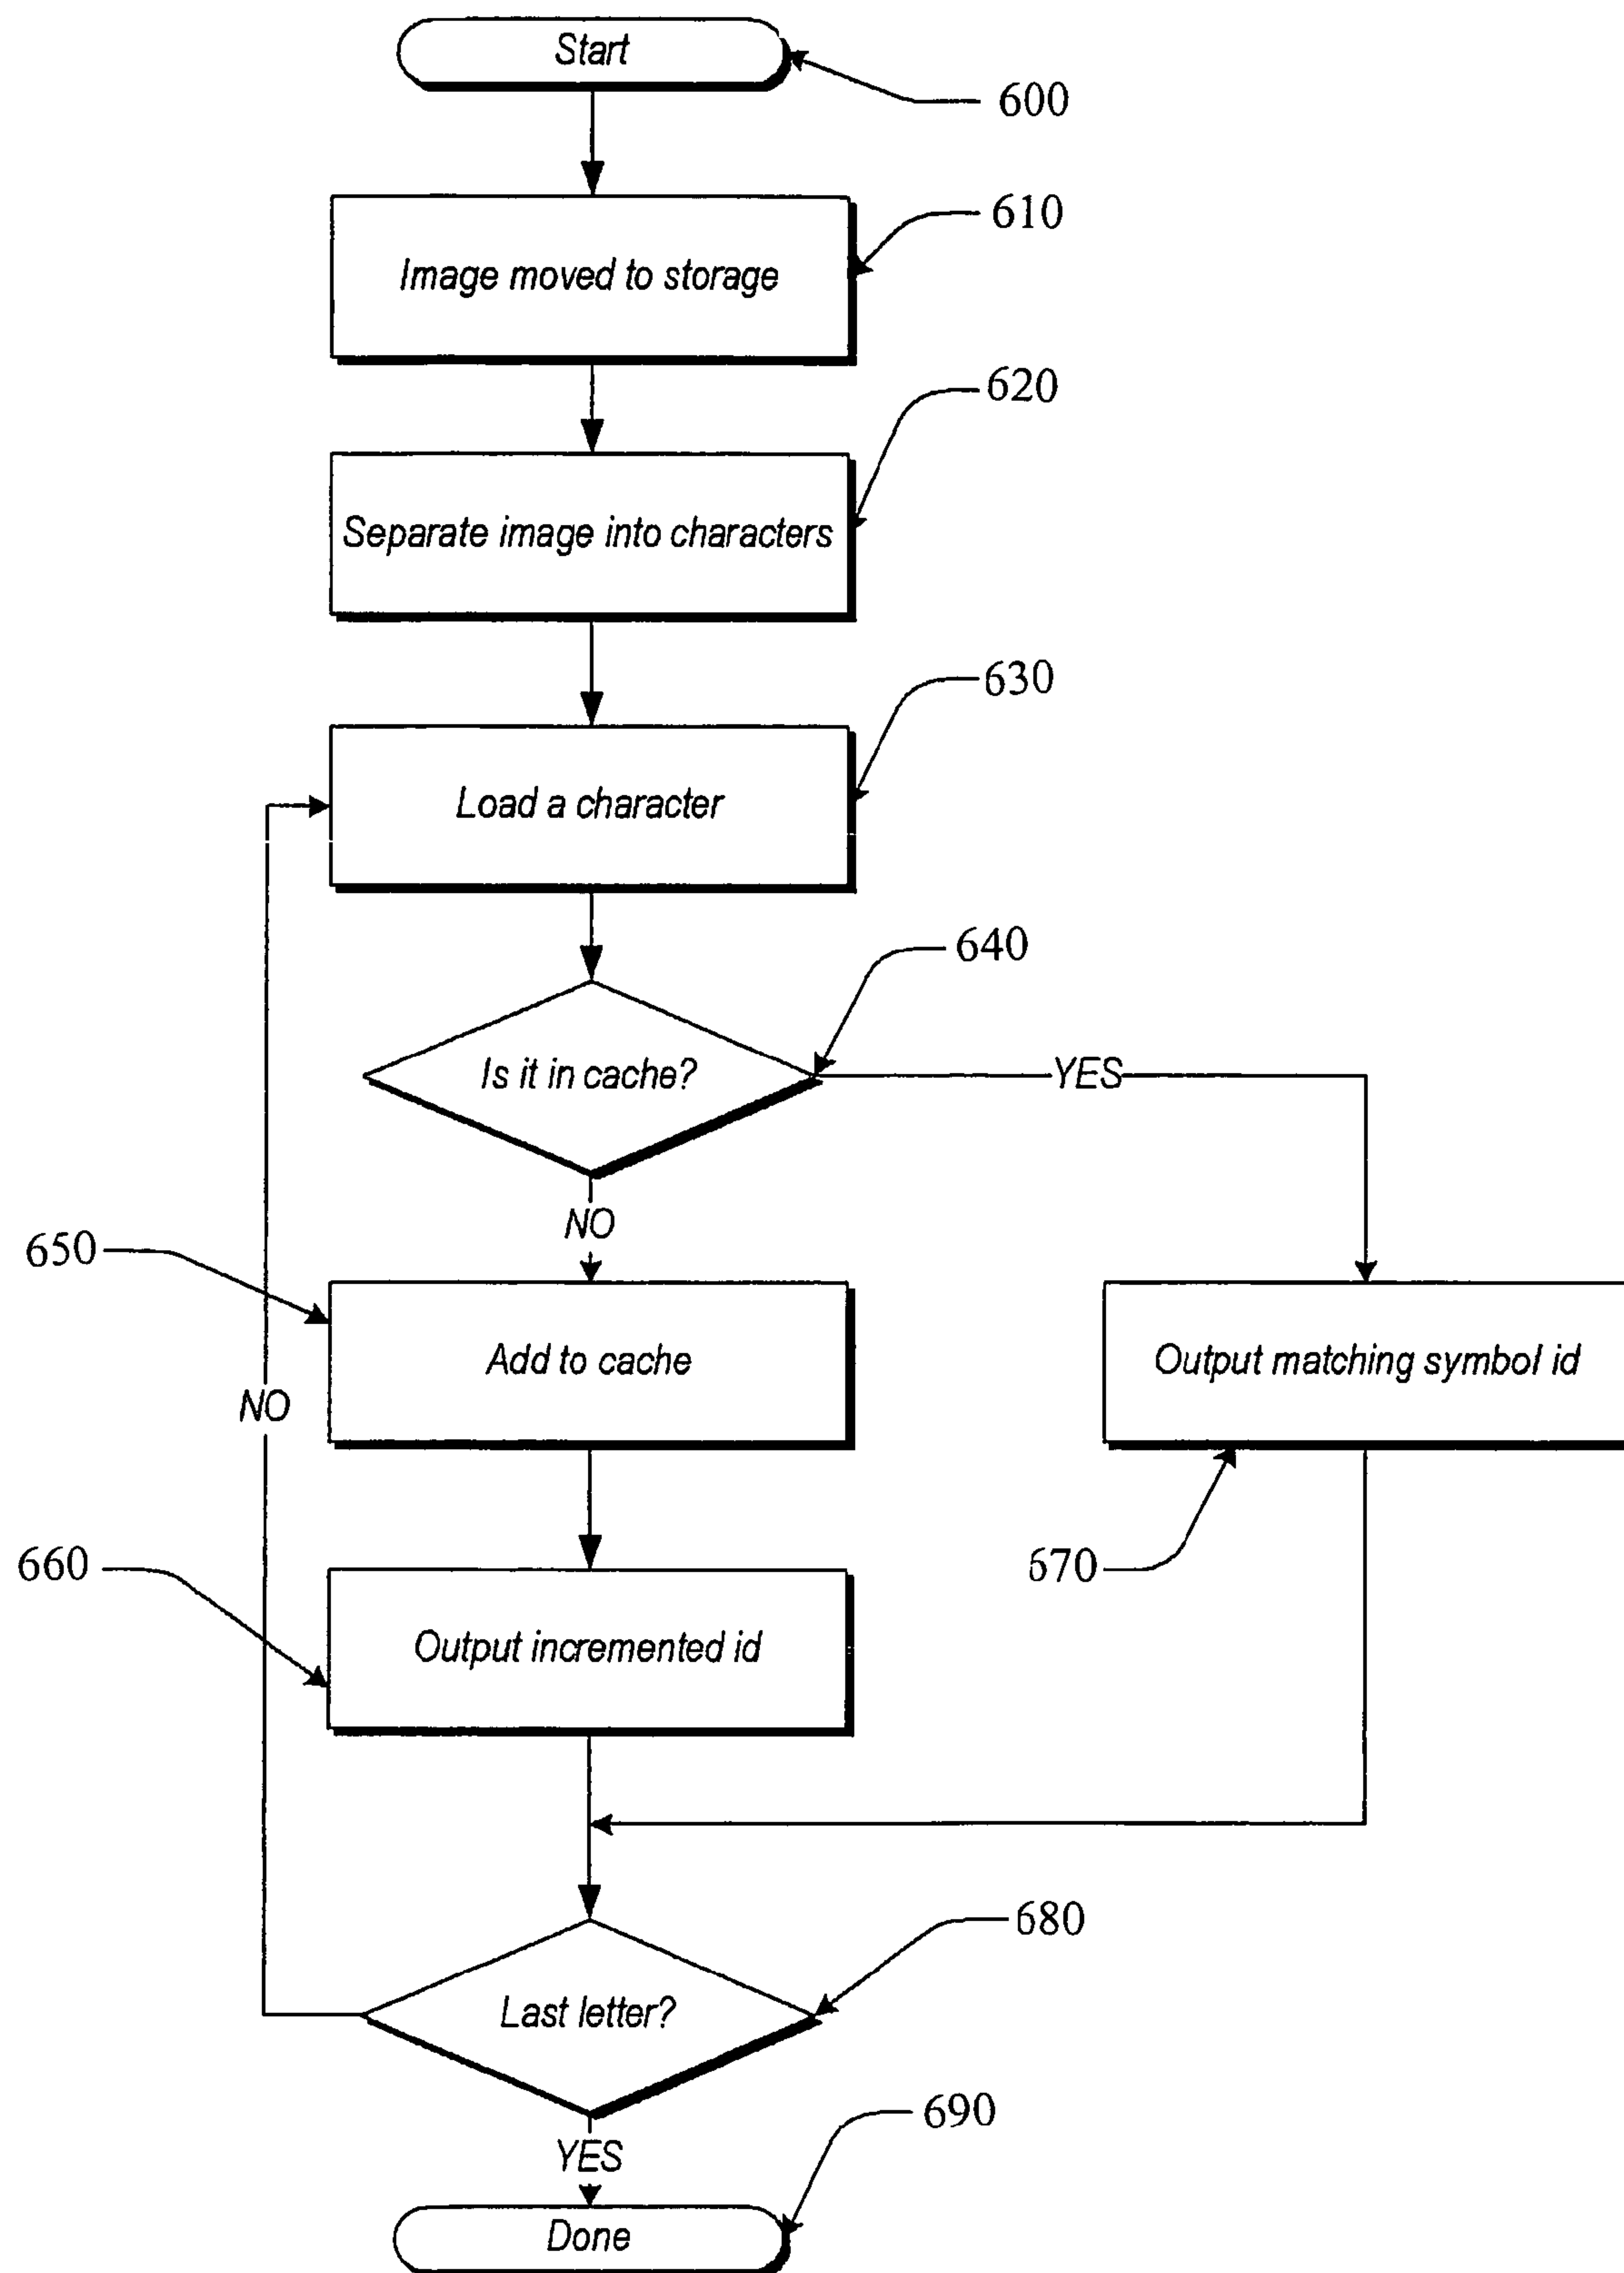 Start
600
610
Image moved to storage
620
Separate image into characters
630
Load a character
640
Is it in cache?
YES
NO
650
Add to cache
Output matching symbol id
NO
660
670
Output incremented id
680
Last letter?
690
YES
Done